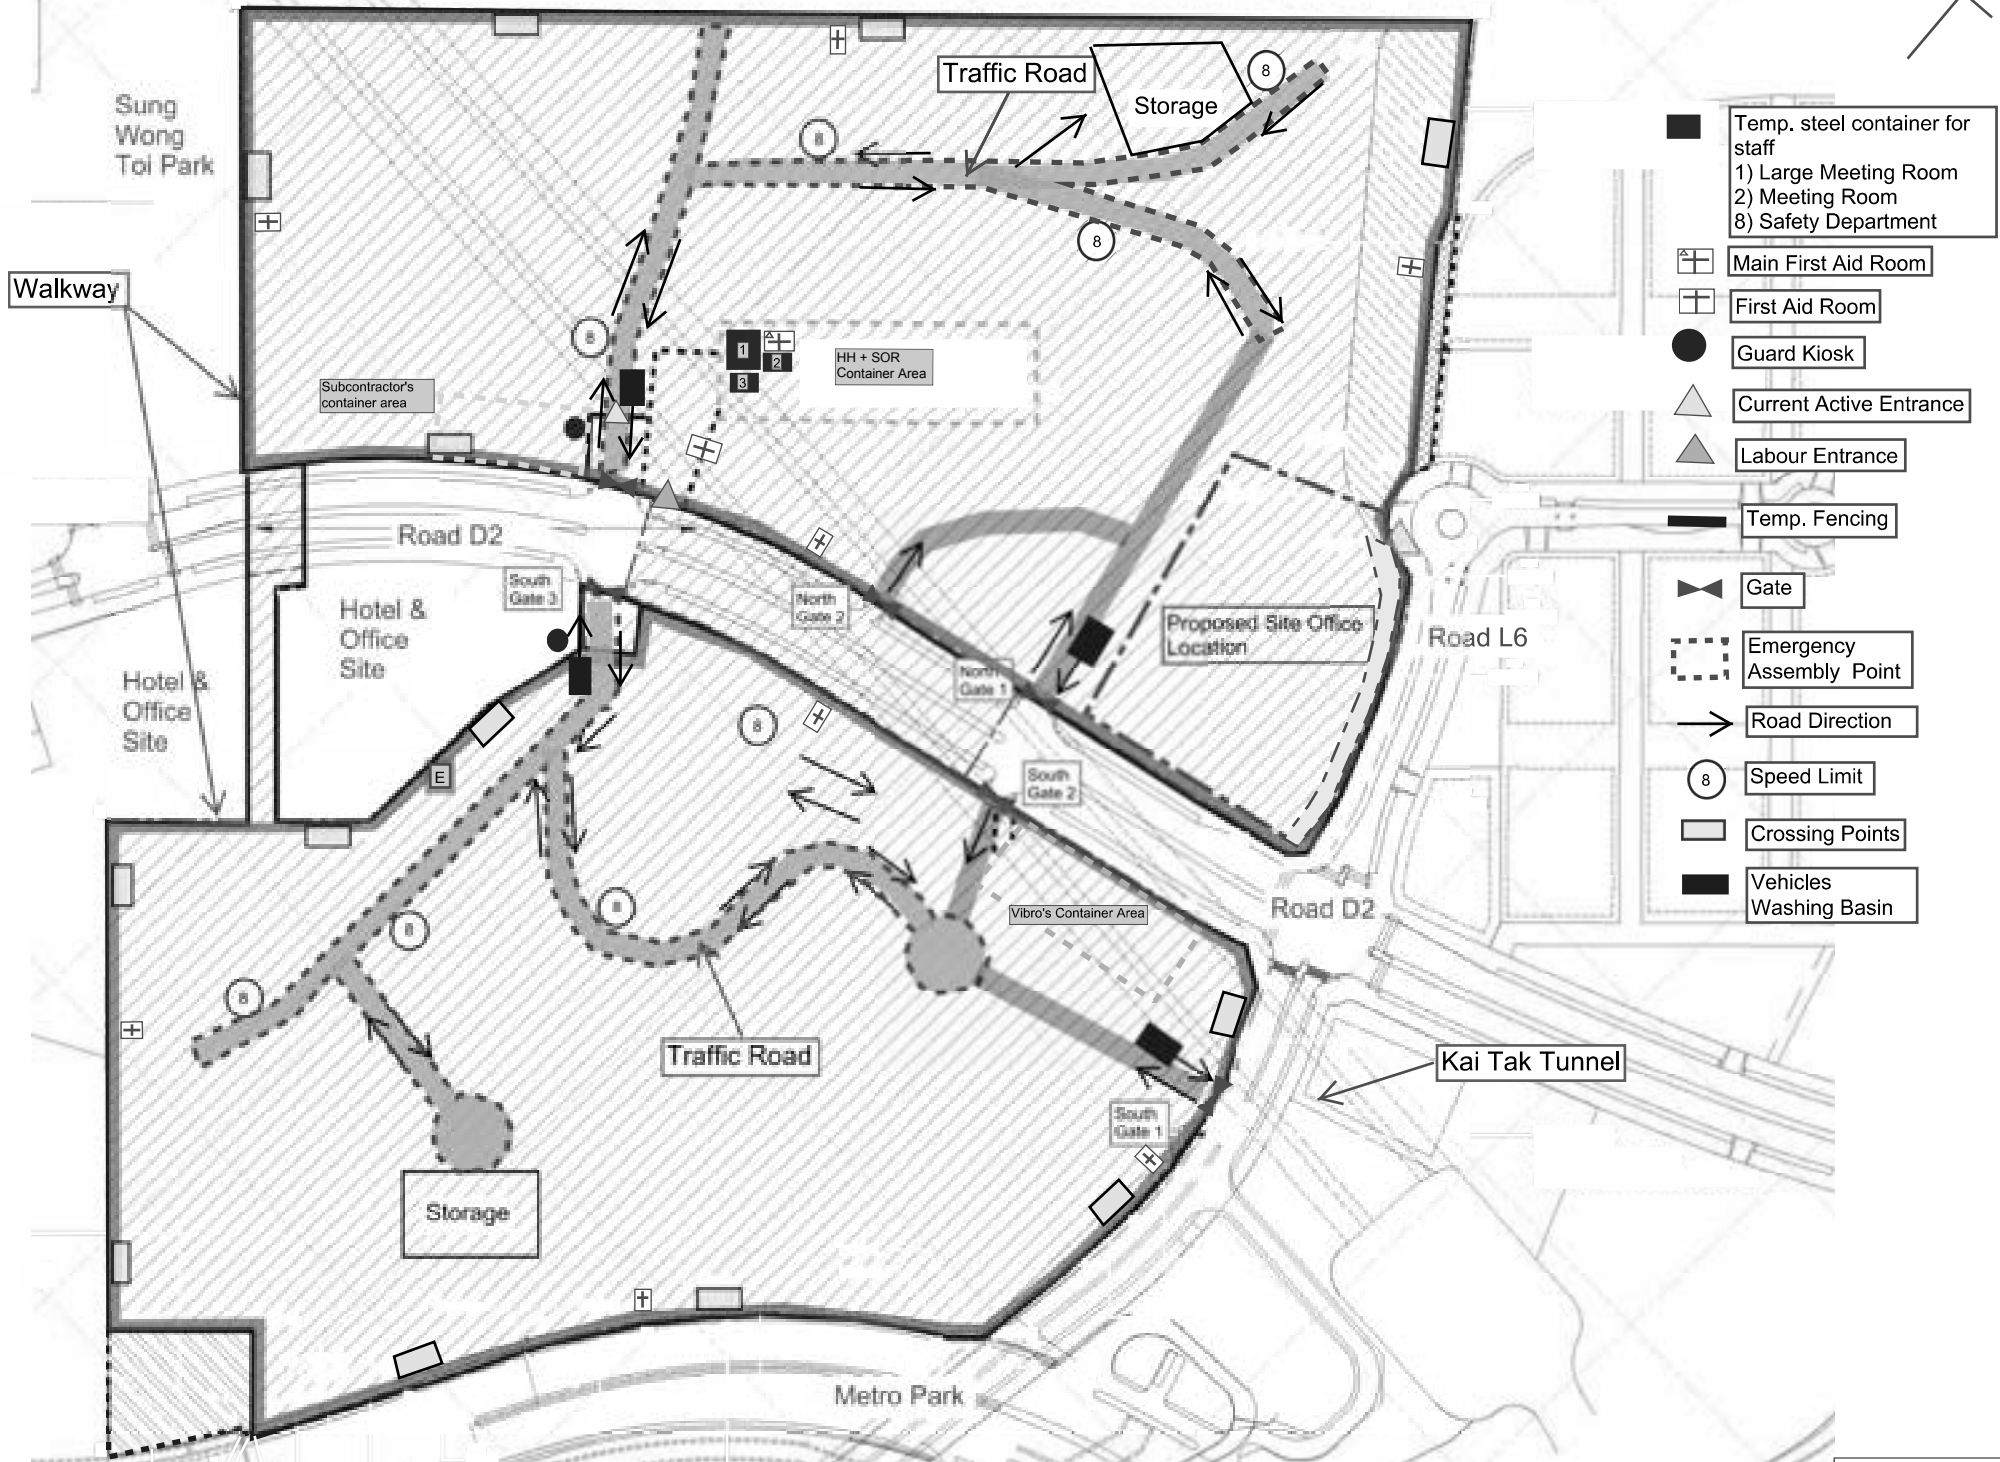 Traffic Road
8
Storage
Sung
Wong
Toi Park
8
Temp. steel container for
staff
1) Large Meeting Room
2) Meeting Room
8) Safety Department
8
Main First Aid Room
Walkway
First Aid Room
8
1
2
3
HH + SOR
Container Area
Guard Kiosk
Subcontractor's
container area
Current Active Entrance
Labour Entrance
Road D2
Temp. Fencing
South
Gate 3
North
Gate 2
Gate
Hotel &
Office
Site
Proposed Site Office
Location
Road L6
Emergency
Assembly Point
North
Gate 1
Hotel &
Office
Site
8
Road Direction
E
South
Gate 2
8
Speed Limit
Crossing Points
8
8
Vibro's Container Area
Road D2
Vehicles
Washing Basin
8
Traffic Road
Kai Tak Tunnel
South
Gate 1
Storage
Metro Park